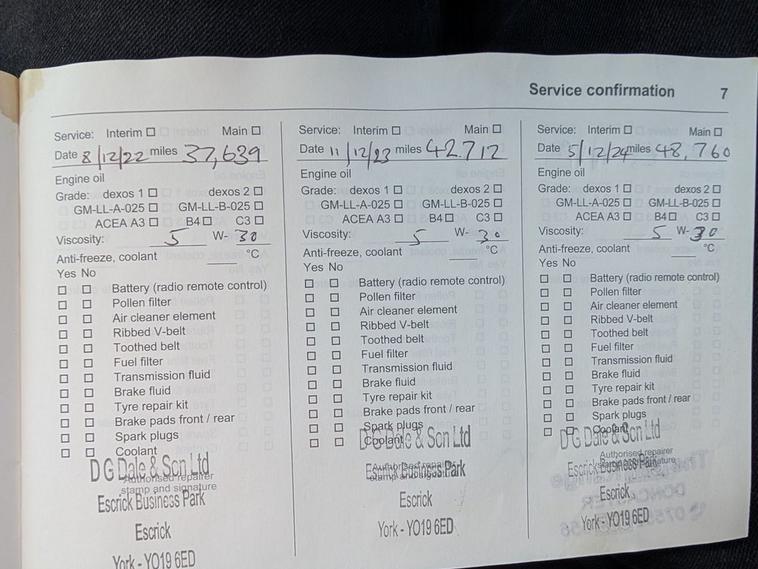 Service confirmation 7
Service: Interim Main
Date 8/12/22 miles 37,639
Engine oil
Grade: dexos 1 dexos 2
GM-LL-A-025 GM-LL-B-025
ACEA A3 B4 C3
Viscosity: 5 W- 30
Anti-freeze, coolant °C
Yes No
Battery (radio remote control)
Pollen filter
Air cleaner element
Ribbed V-belt
Toothed belt
Fuel filter
Transmission fluid
Brake fluid
Tyre repair kit
Brake pads front / rear
Spark plugs
Coolant
D G Dale & Son Ltd
Authorised repairer
stamp and signature
Escrick Business Park
Escrick
York - YO19 6ED
Service: Interim Main
Date 11/12/23 miles 42712
Engine oil
Grade: dexos 1 dexos 2
GM-LL-A-025 GM-LL-B-025
ACEA A3 B4 C3
Viscosity: 5 W- 30
Anti-freeze, coolant °C
Yes No
Battery (radio remote control)
Pollen filter
Air cleaner element
Ribbed V-belt
Toothed belt
Fuel filter
Transmission fluid
Brake fluid
Tyre repair kit
Brake pads front / rear
Spark plugs
Coolant
D G Dale & Son Ltd
Authorised repairer
stamp and signature
Escrick Business Park
Escrick
York - YO19 6ED
Service: Interim Main
Date 5/12/24 miles 48,760
Engine oil
Grade: dexos 1 dexos 2
GM-LL-A-025 GM-LL-B-025
ACEA A3 B4 C3
Viscosity: 5 W- 30
Anti-freeze, coolant °C
Yes No
Battery (radio remote control)
Pollen filter
Air cleaner element
Ribbed V-belt
Toothed belt
Fuel filter
Transmission fluid
Brake fluid
Tyre repair kit
Brake pads front / rear
Spark plugs
Coolant
D G Dale & Son Ltd
Authorised repairer
stamp and signature
Escrick Business Park
Escrick
York - YO19 6ED